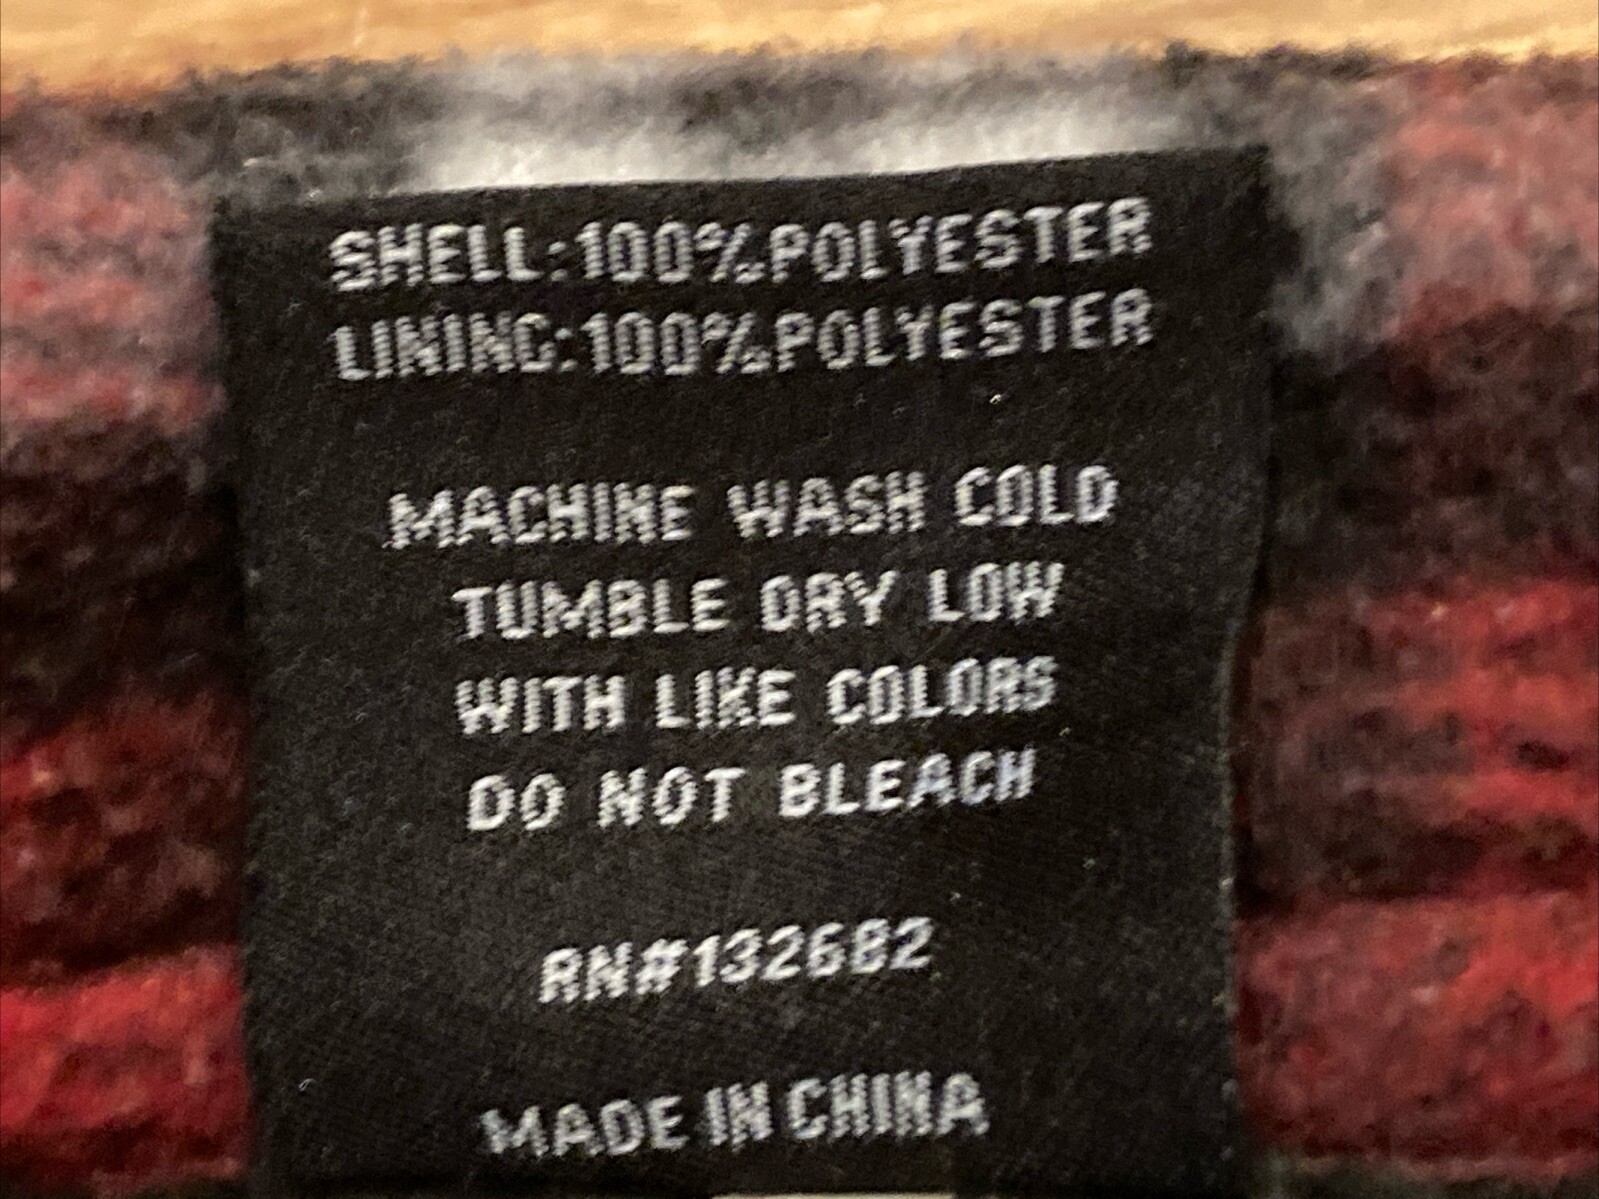 SHELL:100%POLYESTER
LINING:100%POLYESTER
MACHINE WASH COLD
TUMBLE DRY LOW
WITH LIKE COLORS
DO NOT BLEACH
RN#132682
MADE IN CHINA